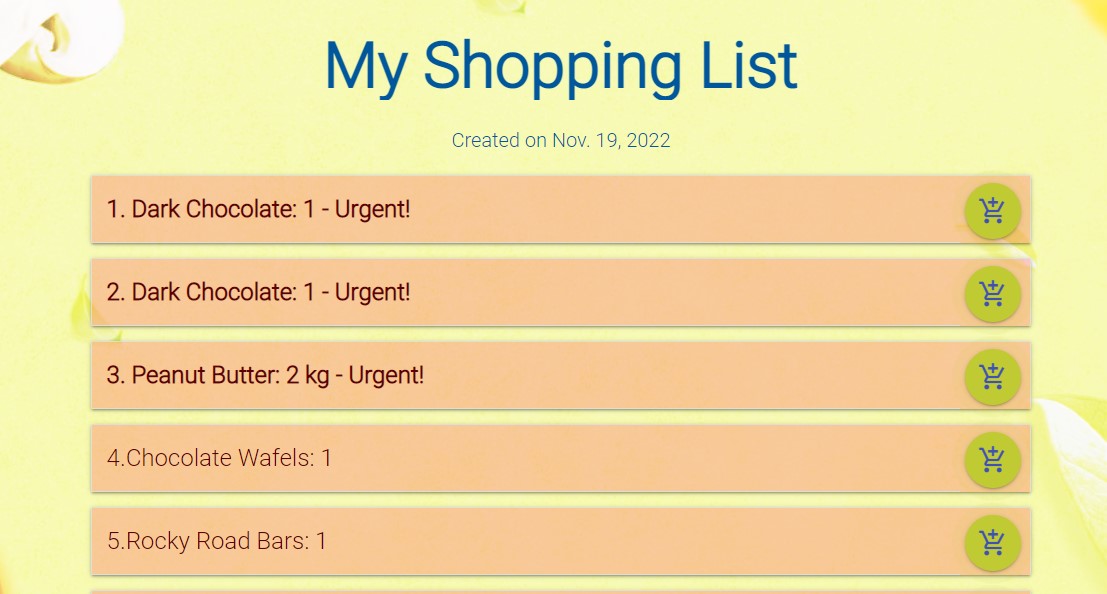 My Shopping List
Created on Nov. 19, 2022
1. Dark Chocolate: 1 - Urgent!
2. Dark Chocolate: 1 - Urgent!
3. Peanut Butter: 2 kg - Urgent!
4.Chocolate Wafels: 1
5.Rocky Road Bars: 1